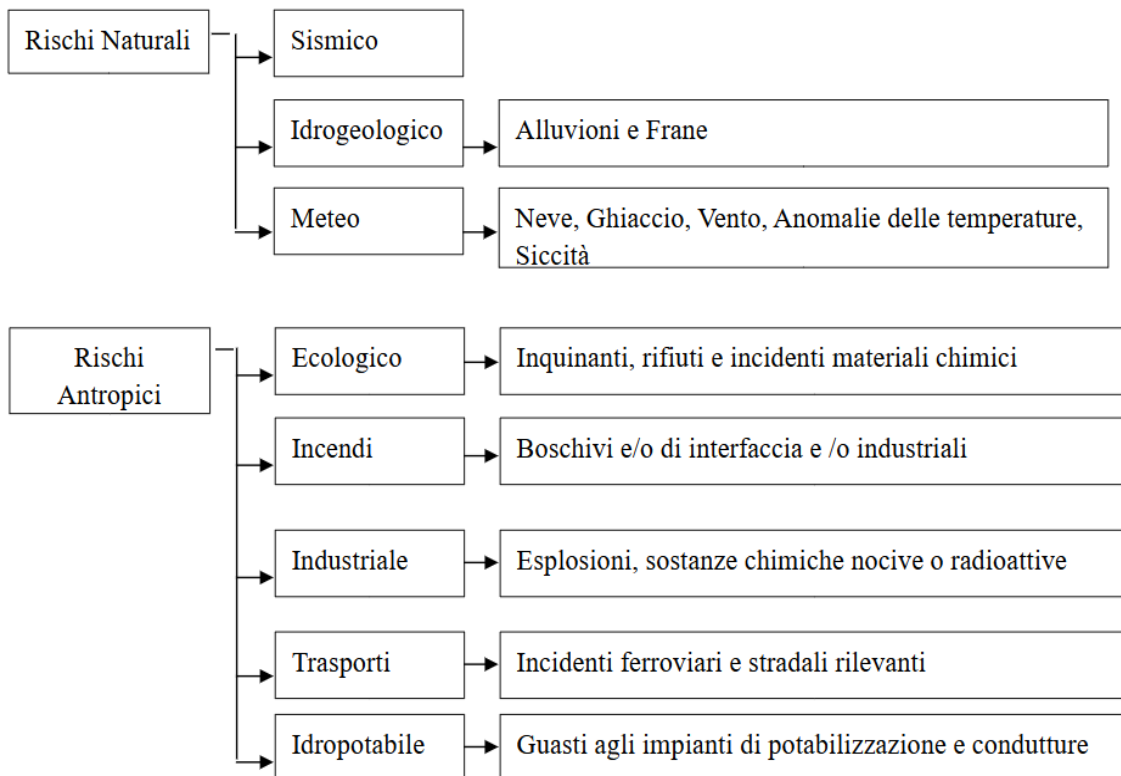 Rischi Naturali
Sismico
Idrogeologico
Alluvioni e Frane
Meteo
Neve, Ghiaccio, Vento, Anomalie delle temperature,
Siccità
Rischi
Antropici
Ecologico
Inquinanti, rifiuti e incidenti materiali chimici
Incendi
Boschivi e/o di interfaccia e /o industriali
Industriale
Esplosioni, sostanze chimiche nocive o radioattive
Trasporti
Incidenti ferroviari e stradali rilevanti
Idropotabile
Guasti agli impianti di potabilizzazione e condutture